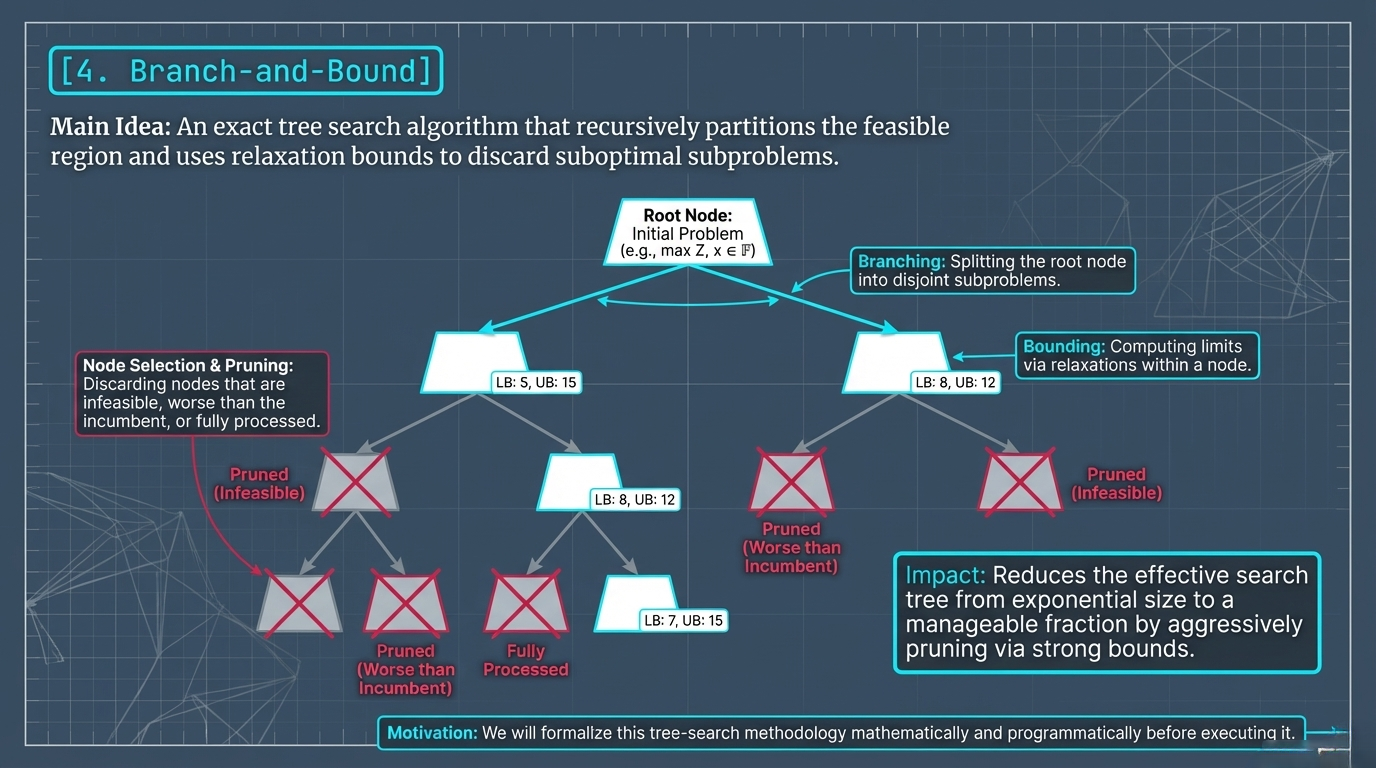 [4. Branch-and-Bound]
Main Idea: An exact tree search algorithm that recursively partitions the feasible
region and uses relaxation bounds to discard suboptimal subproblems.
Root Node:
Initial Problem
(e.g., max Z, x ∈ 𝔽)
Branching: Splitting the root node
into disjoint subproblems.
Bounding: Computing limits
via relaxations within a node.
Node Selection & Pruning:
Discarding nodes that are
infeasible, worse than the
incumbent, or fully processed.
LB: 5, UB: 15
LB: 8, UB: 12
Pruned
(Infeasible)
LB: 8, UB: 12
Pruned
(Worse than
Incumbent)
Pruned
(Infeasible)
Pruned
(Worse than
Incumbent)
Fully
Processed
LB: 7, UB: 15
Impact: Reduces the effective search
tree from exponential size to a
manageable fraction by aggressively
pruning via strong bounds.
Motivation: We will formalize this tree-search methodology mathematically and programmatically before executing it.